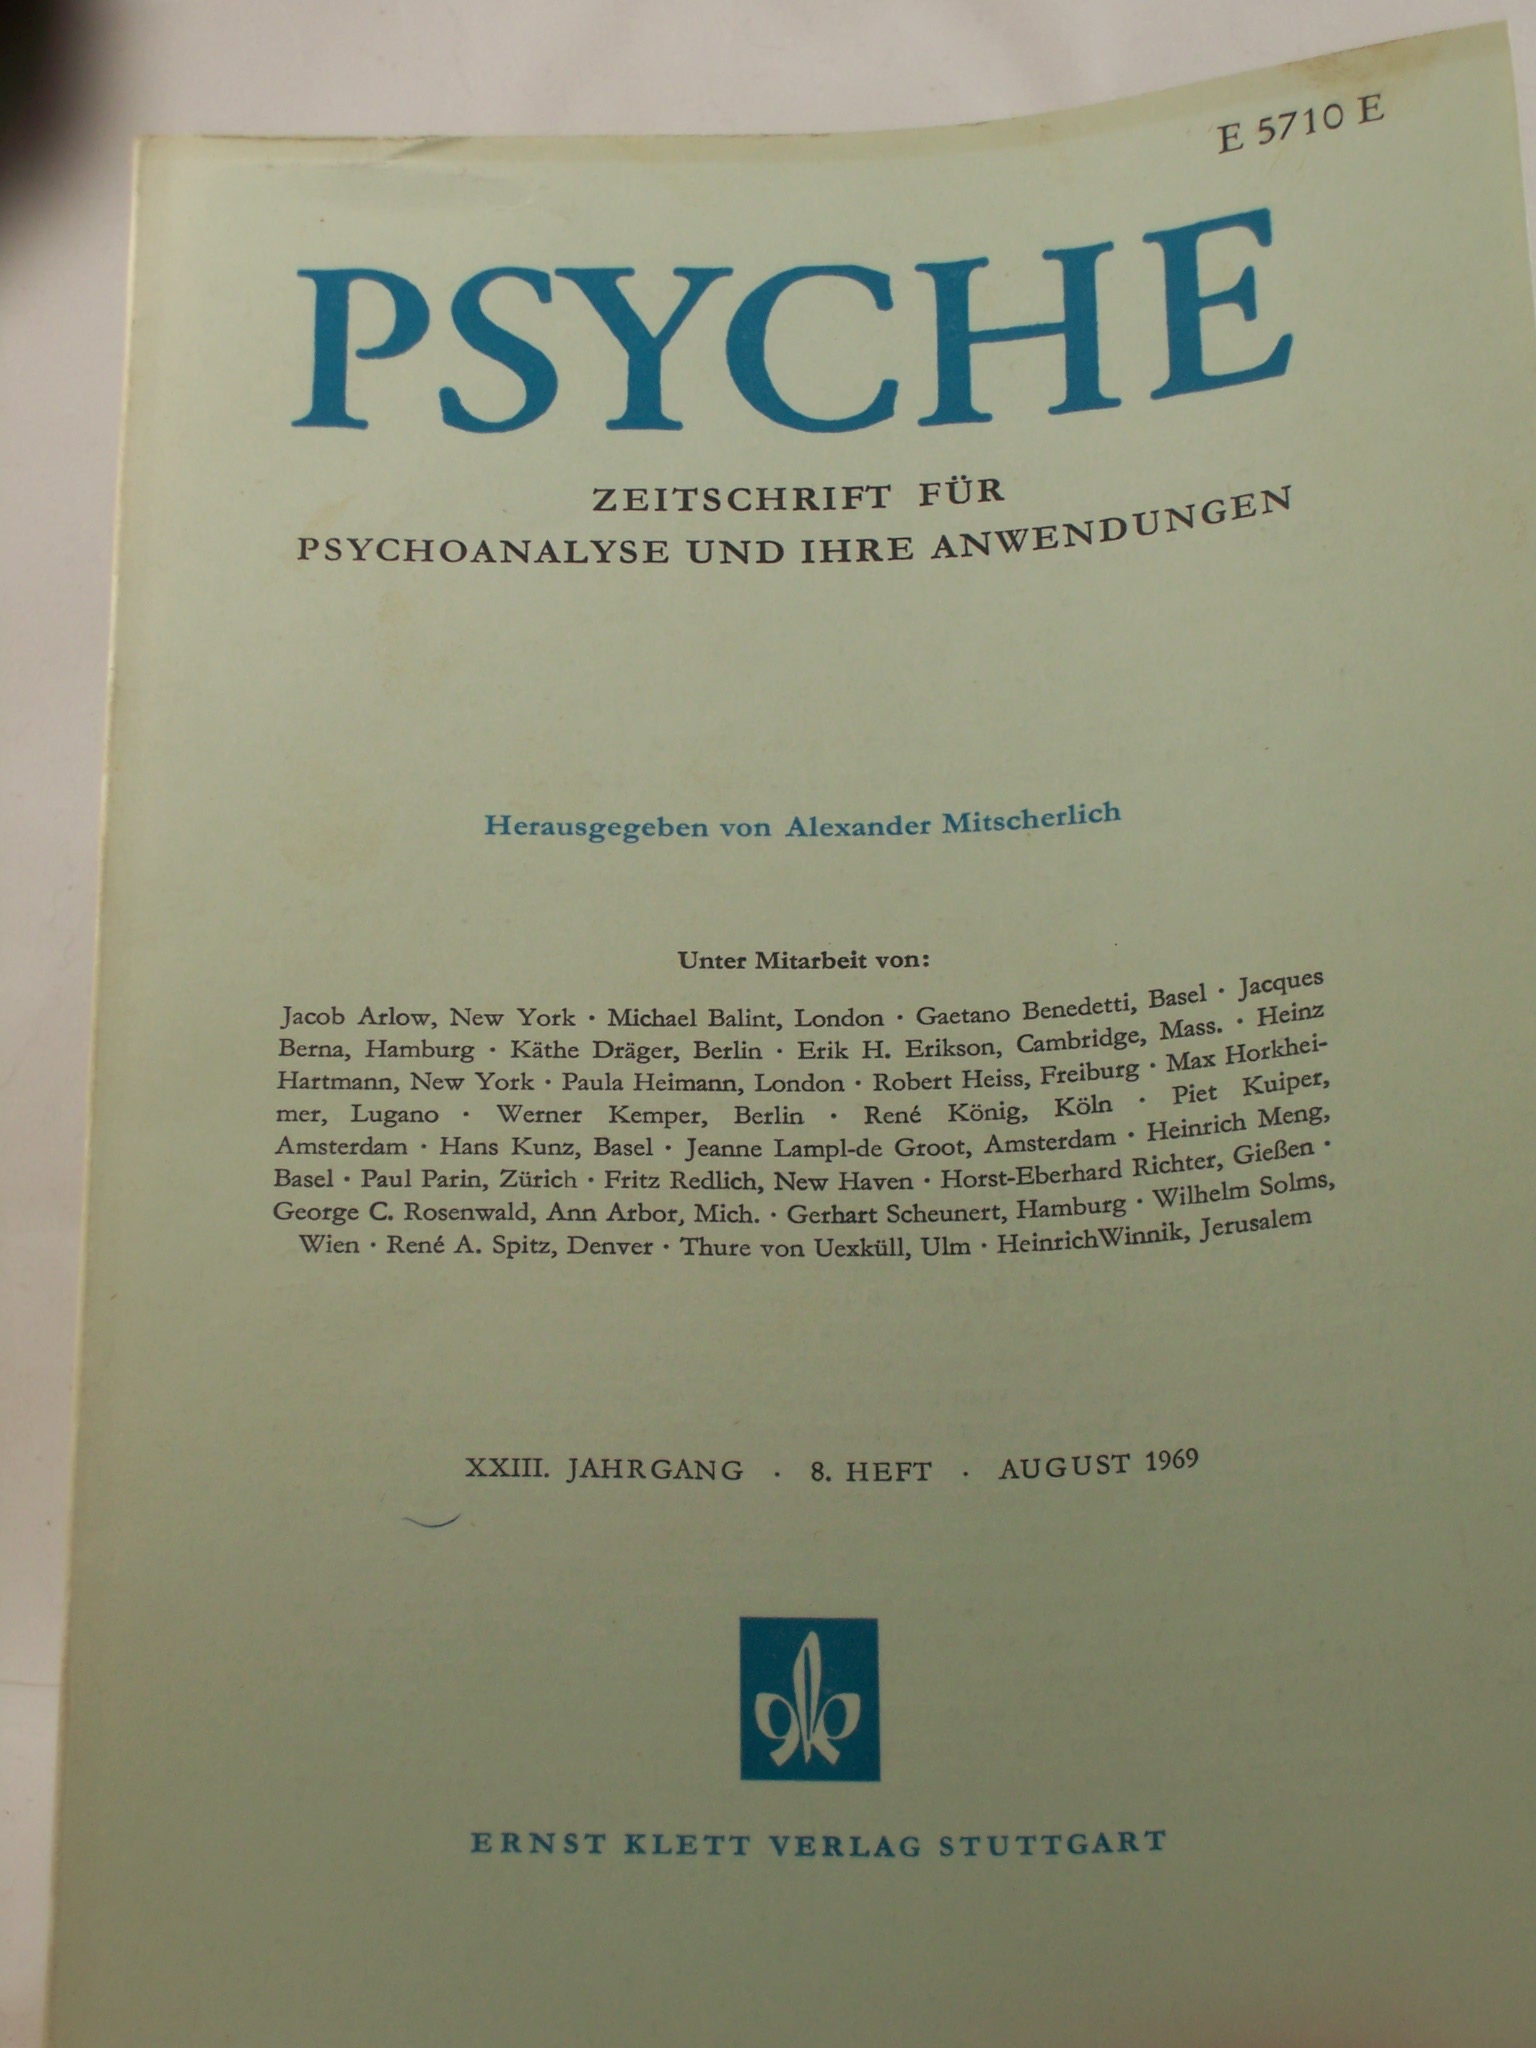 E 5710 E
PSYCHE
ZEITSCHRIFT FÜR
PSYCHOANALYSE UND IHRE ANWENDUNGEN
Herausgegeben von Alexander Mitscherlich
Unter Mitarbeit von:
Jacob Arlow, New York · Michael Balint, London · Gaetano Benedetti, Basel · Jacques
Berna, Hamburg · Käthe Dräger, Berlin · Erik H. Erikson, Cambridge, Mass. · Heinz
Hartmann, New York · Paula Heimann, London · Robert Heiss, Freiburg · Max Horkhei-
mer, Lugano · Werner Kemper, Berlin · René König, Köln · Piet Kuiper,
Amsterdam · Hans Kunz, Basel · Jeanne Lampl-de Groot, Amsterdam · Heinrich Meng,
Basel · Paul Parin, Zürich · Fritz Redlich, New Haven · Horst-Eberhard Richter, Gießen ·
George C. Rosenwald, Ann Arbor, Mich. · Gerhart Scheunert, Hamburg · Wilhelm Solms,
Wien · René A. Spitz, Denver · Thure von Uexküll, Ulm · HeinrichWinnik, Jerusalem
XXIII. JAHRGANG · 8. HEFT · AUGUST 1969
ERNST KLETT VERLAG STUTTGART